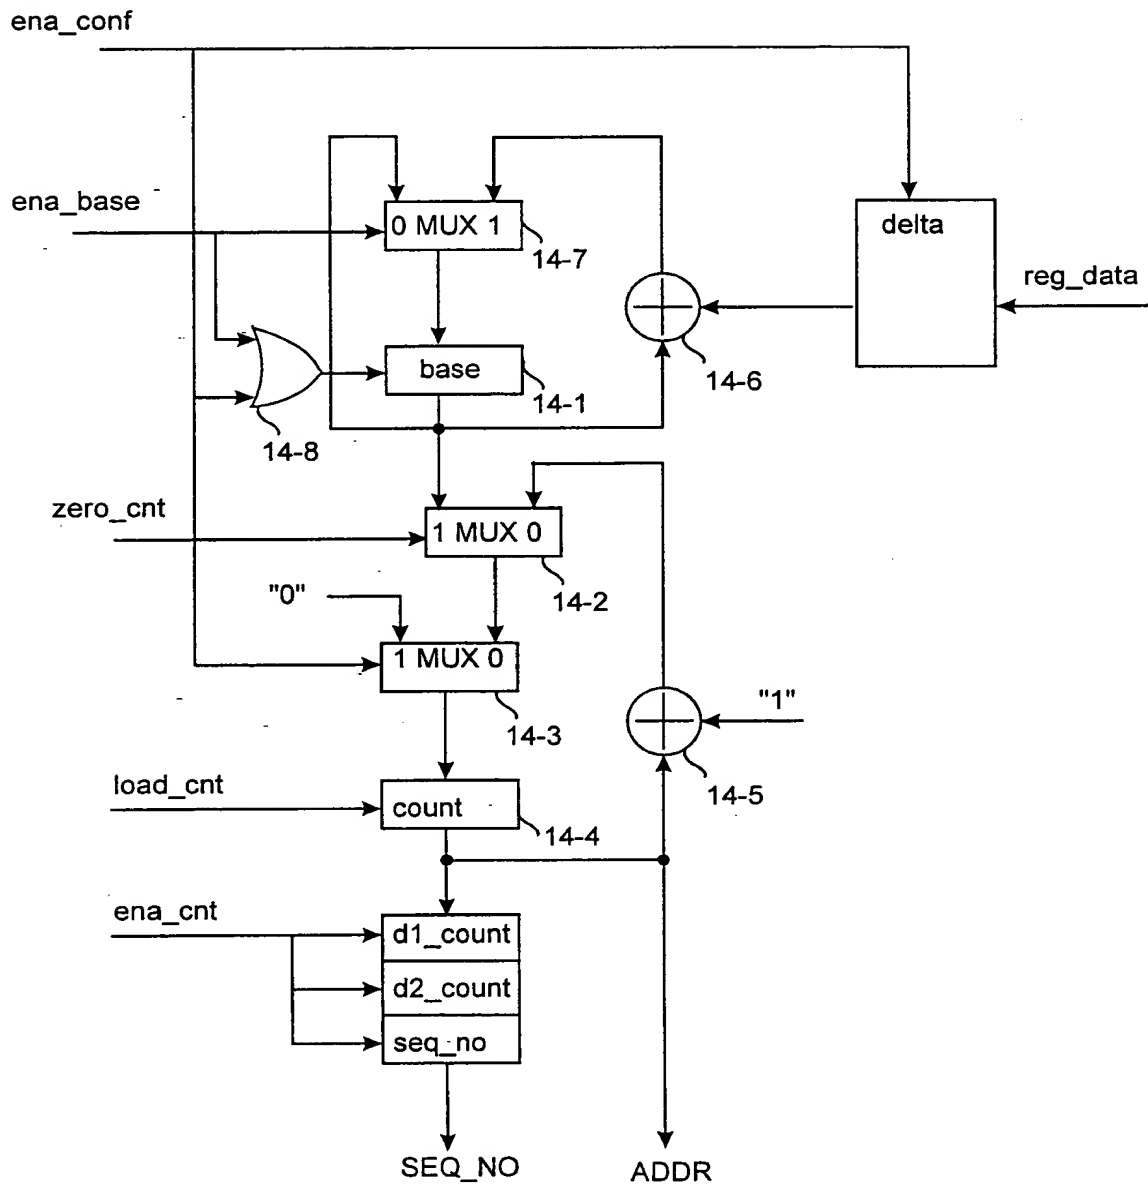 ena_conf
ena_base
0 MUX 1
14-7
delta
reg_data
14-6
base
14-1
14-8
zero_cnt
1 MUX 0
14-2
"0"
1 MUX 0
14-3
"1"
14-5
load_cnt
count
14-4
ena_cnt
d1_count
d2_count
seq_no
SEQ_NO
ADDR